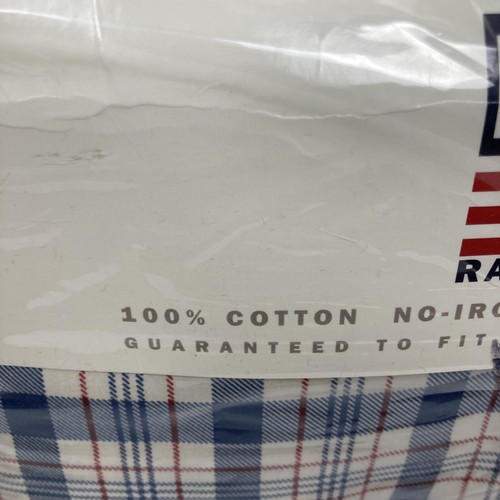 RA
100% COTTON NO-IRO
GUARANTEED TO FIT